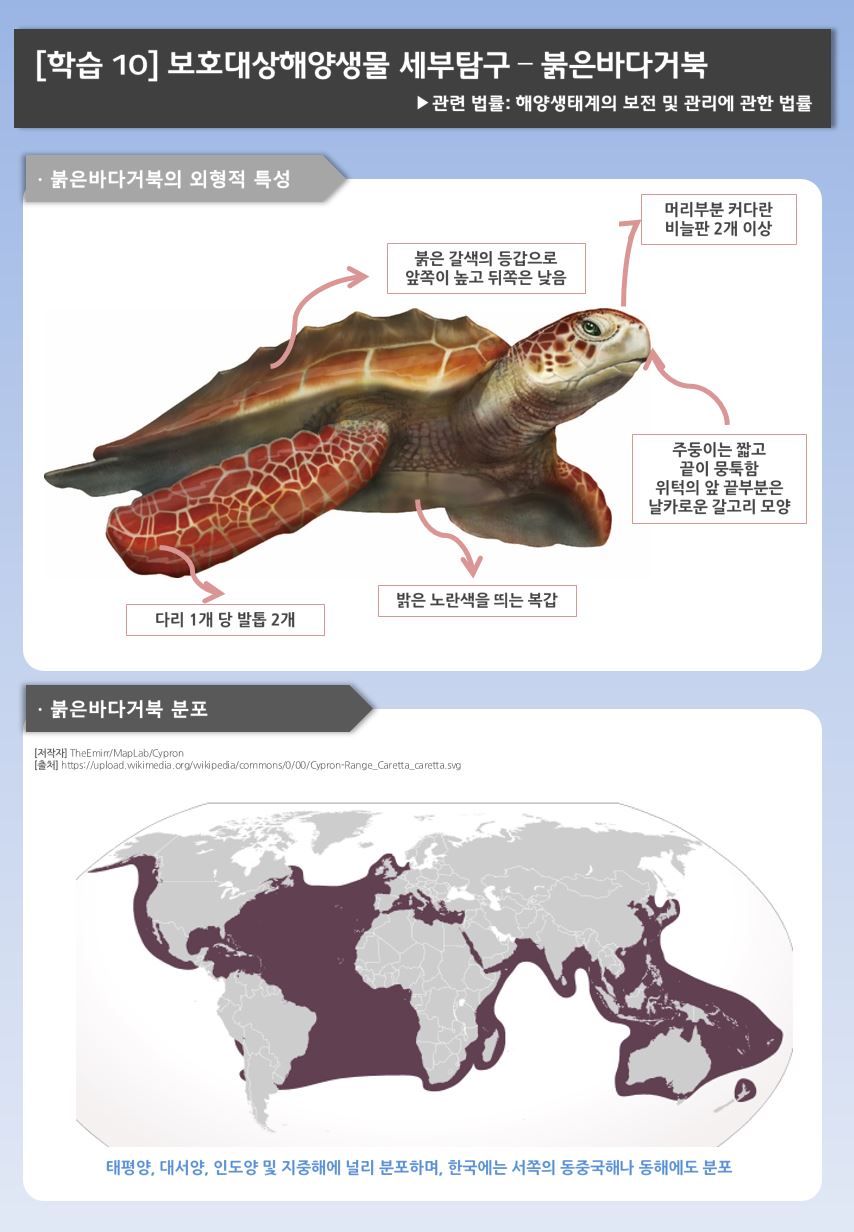 [학습 10] 보호대상해양생물 세부탐구 – 붉은바다거북
▶관련 법률: 해양생태계의 보전 및 관리에 관한 법률
· 붉은바다거북의 외형적 특성
머리부분 커다란
비늘판 2개 이상
붉은 갈색의 등갑으로
앞쪽이 높고 뒤쪽은 낮음
주둥이는 짧고
끝이 뭉툭함
위턱의 앞 끝부분은
날카로운 갈고리 모양
밝은 노란색을 띄는 복갑
다리 1개 당 발톱 2개
· 붉은바다거북 분포
[저작자] TheEmirr/MapLab/Cypron
[출처] https://upload.wikimedia.org/wikipedia/commons/0/00/Cypron-Range_Caretta_caretta.svg
태평양, 대서양, 인도양 및 지중해에 널리 분포하며, 한국에는 서쪽의 동중국해나 동해에도 분포